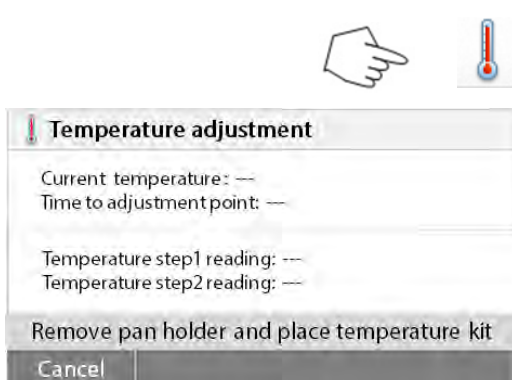 Temperature adjustment
Current temperature: ---
Time to adjustment point: ---
Temperature step1 reading: ---
Temperature step2 reading: ---
Remove pan holder and place temperature kit
Cancel